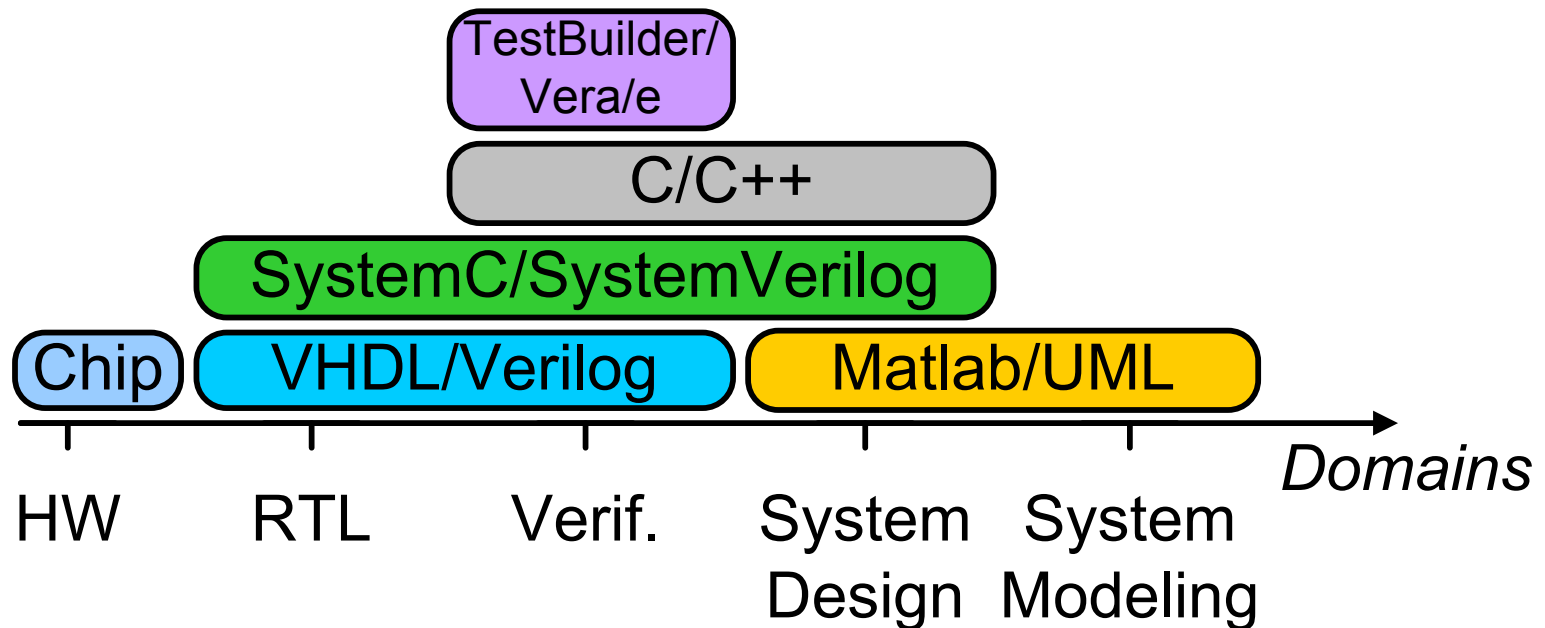 TestBuilder/
Vera/e
C/C++
SystemC/SystemVerilog
Chip
VHDL/Verilog
Matlab/UML
Domains
HW
RTL
Verif.
System
Design
System
Modeling